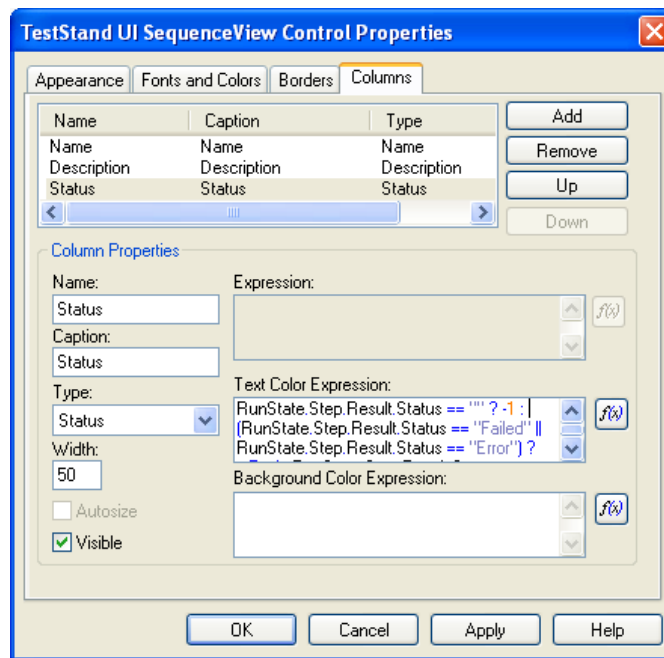 TestStand UI SequenceView Control Properties
Appearance Fonts and Colors Borders Columns
Name Caption Type
Name Name Name
Description Description Description
Status Status Status
Add
Remove
Up
Down
Column Properties
Name:
Status
Caption:
Status
Type:
Status
Width:
50
Autosize
Visible
Expression:
f(x)
Text Color Expression:
RunState.Step.Result.Status == "" ? -1 :
(RunState.Step.Result.Status == "Failed" ||
RunState.Step.Result.Status == "Error") ?
f(x)
Background Color Expression:
f(x)
OK Cancel Apply Help